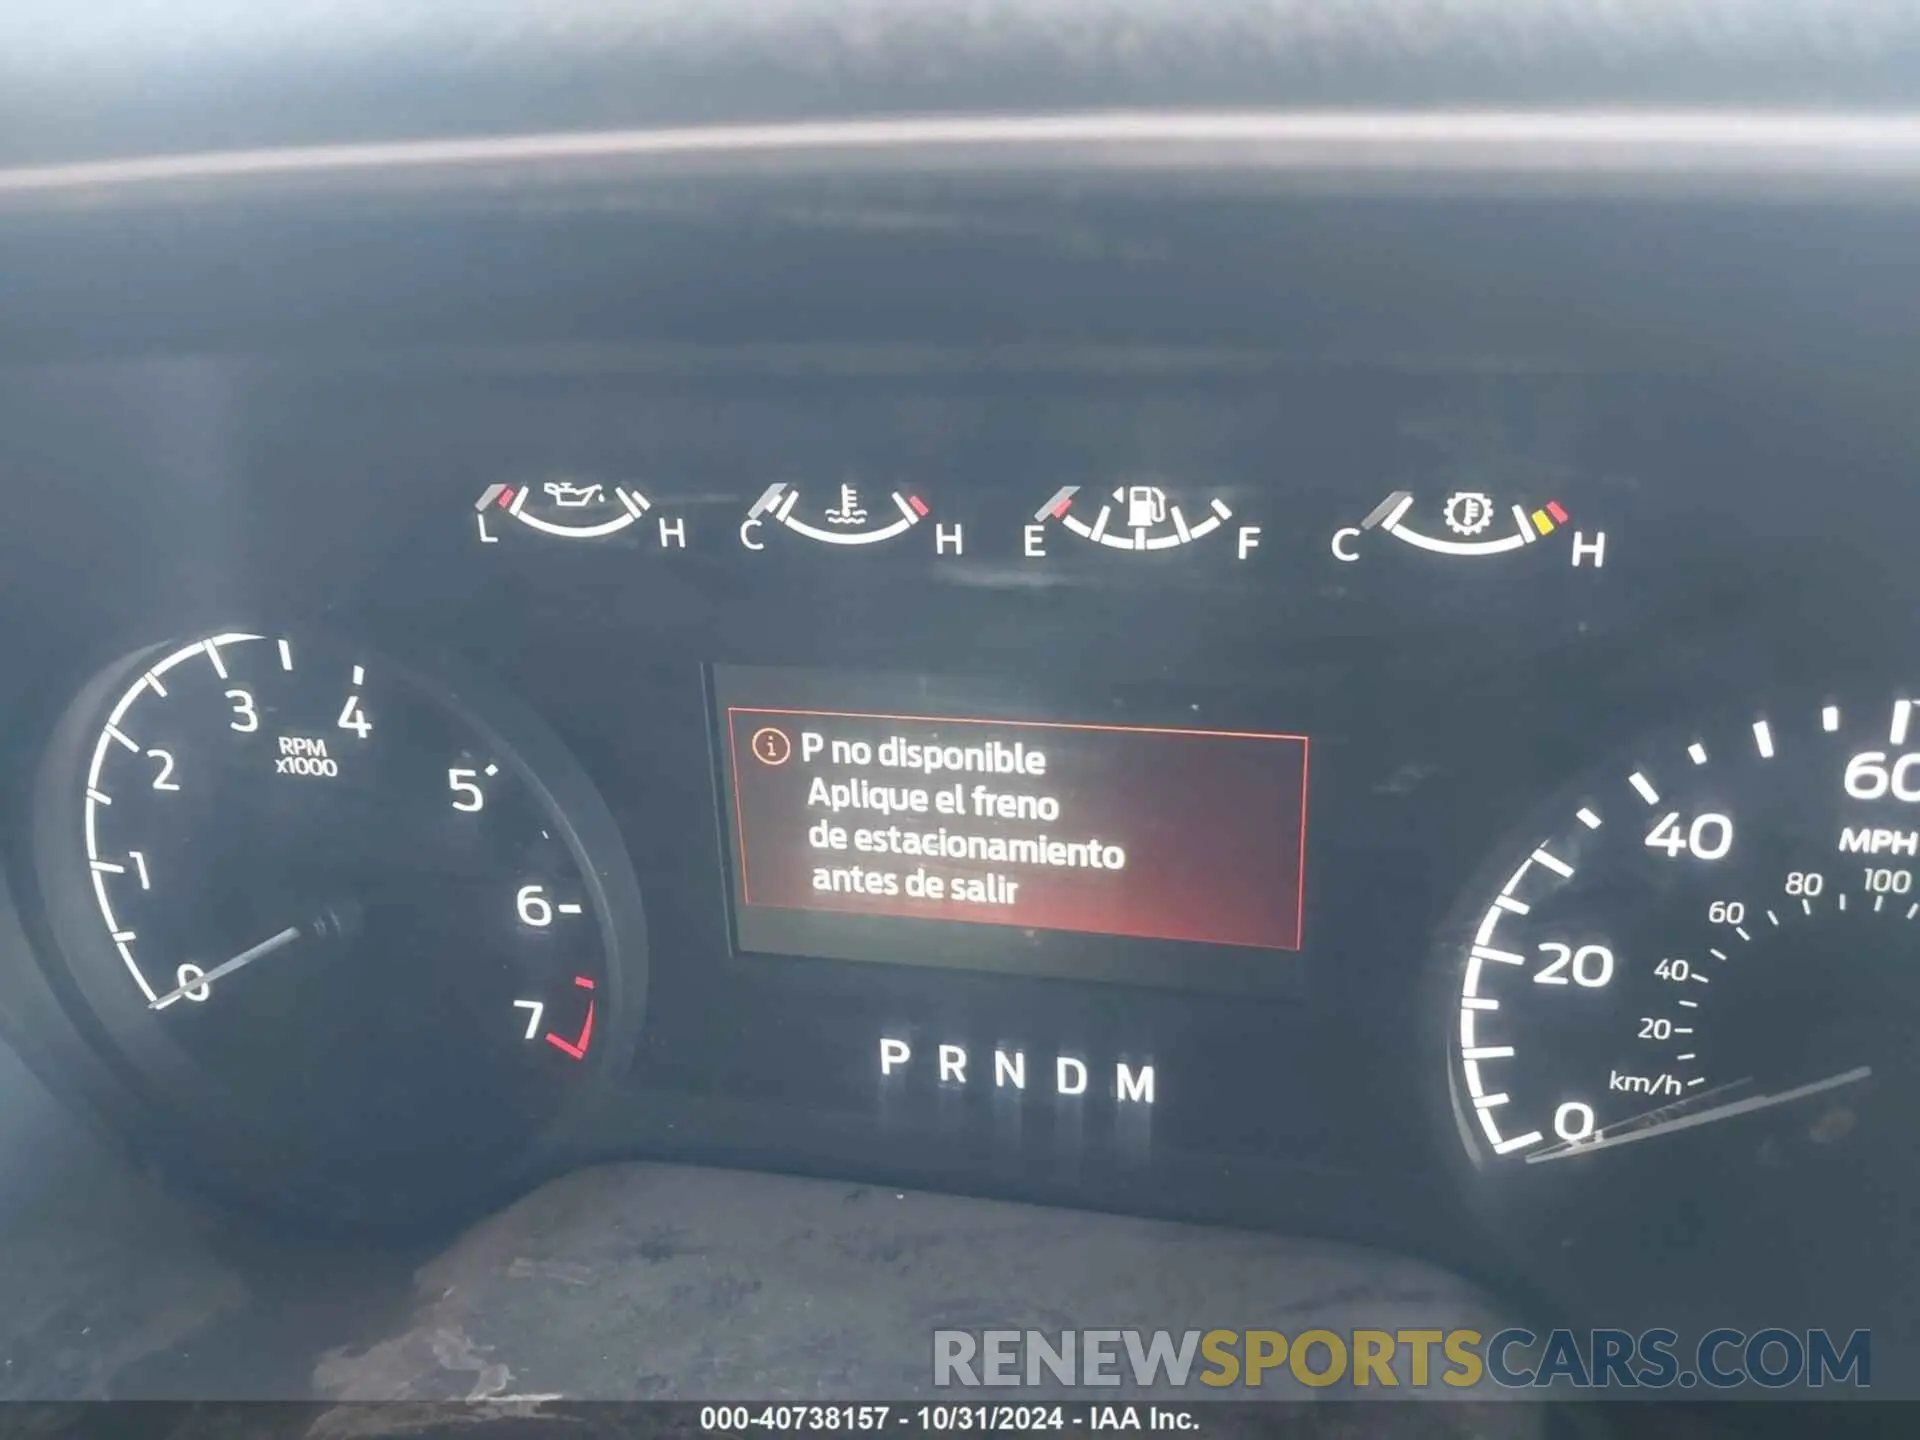 L H C H E F C H
3 4
RPM
x1000
2 5
1 6
0 7
P no disponible
Aplique el freno
de estacionamiento
antes de salir
P R N D M
60
40 MPH
80 100
60
20 40
20
km/h
0
RENEWSPORTSCARS.COM
000-40738157 - 10/31/2024 - IAA Inc.